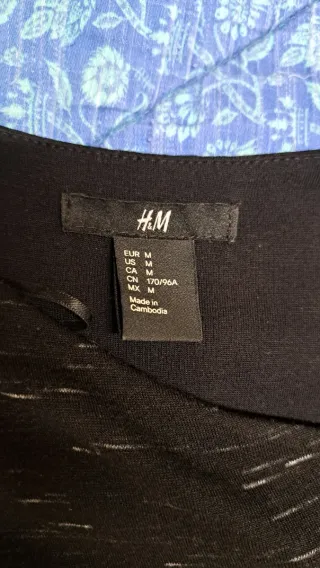 H&M
EUR M
US M
CA M
CN 170/96A
MX M
Made in
Cambodia